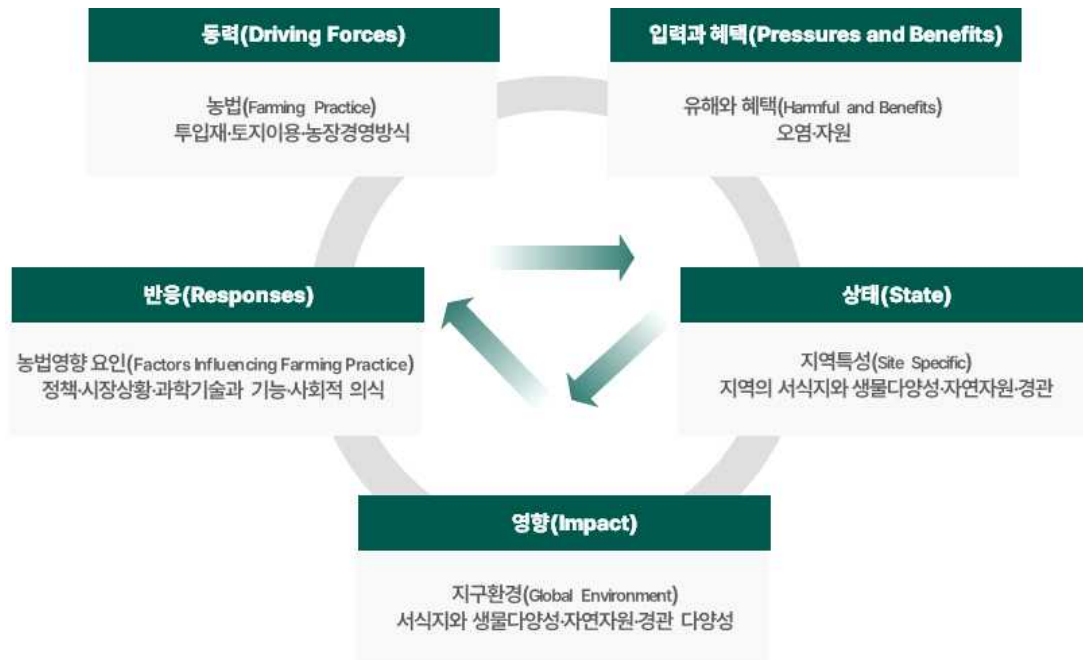 동력(Driving Forces)
농법(Farming Practice)
투입재·토지이용·농장경영방식
입력과 혜택(Pressures and Benefits)
유해와 혜택(Harmful and Benefits)
오염·자원
상태(State)
지역특성(Site Specific)
지역의 서식지와 생물다양성·자연자원·경관
영향(Impact)
지구환경(Global Environment)
서식지와 생물다양성·자연자원·경관 다양성
반응(Responses)
농법영향 요인(Factors Influencing Farming Practice)
정책·시장상황·과학기술과 기능·사회적 의식